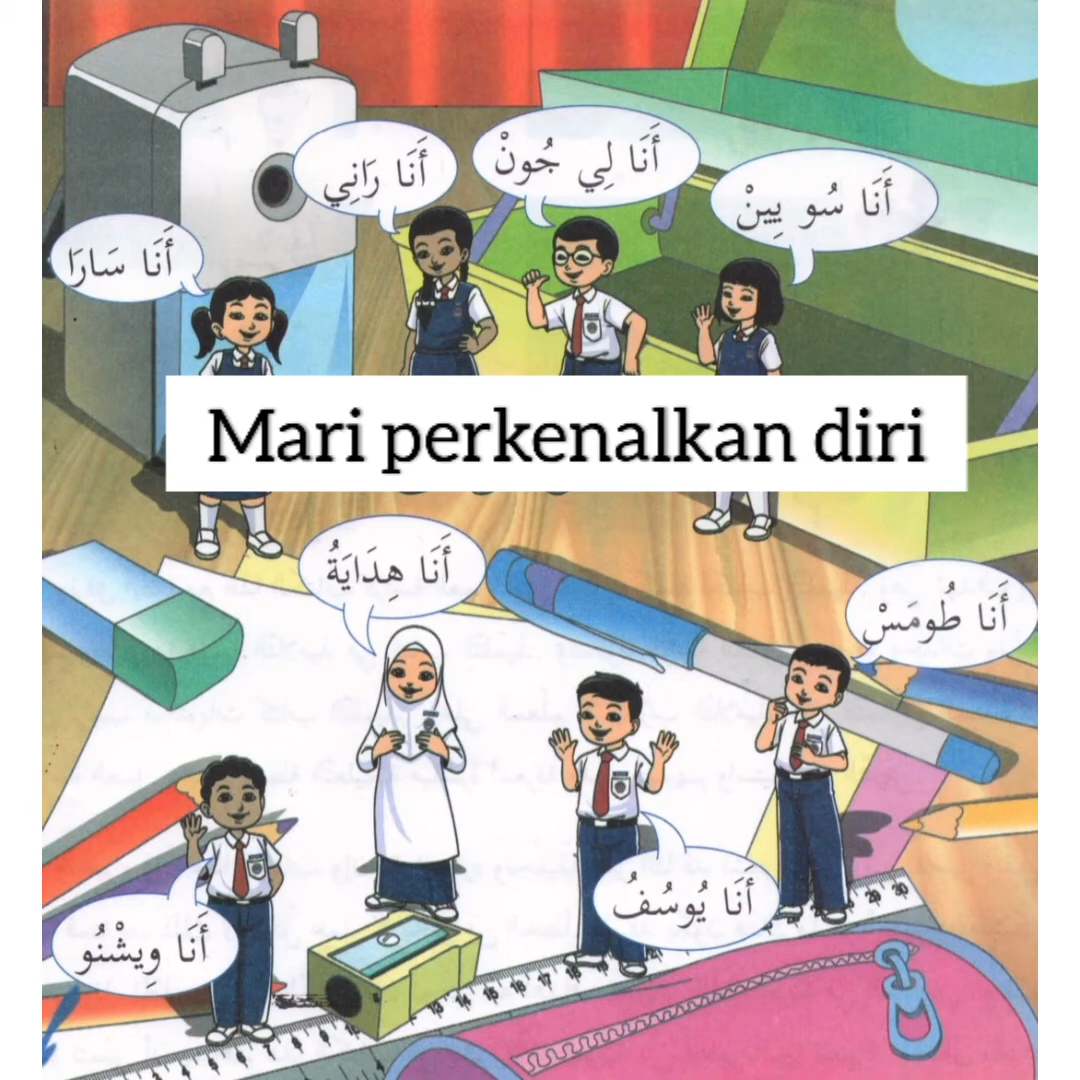 أَنَا سَارَا
أَنَا رَانِي
أَنَا لِي جُونْ
أَنَا سُو يِينْ
Mari perkenalkan diri
أَنَا هِدَايَةُ
أَنَا طُومَسْ
أَنَا يُوسُفُ
أَنَا وِيشْنُو